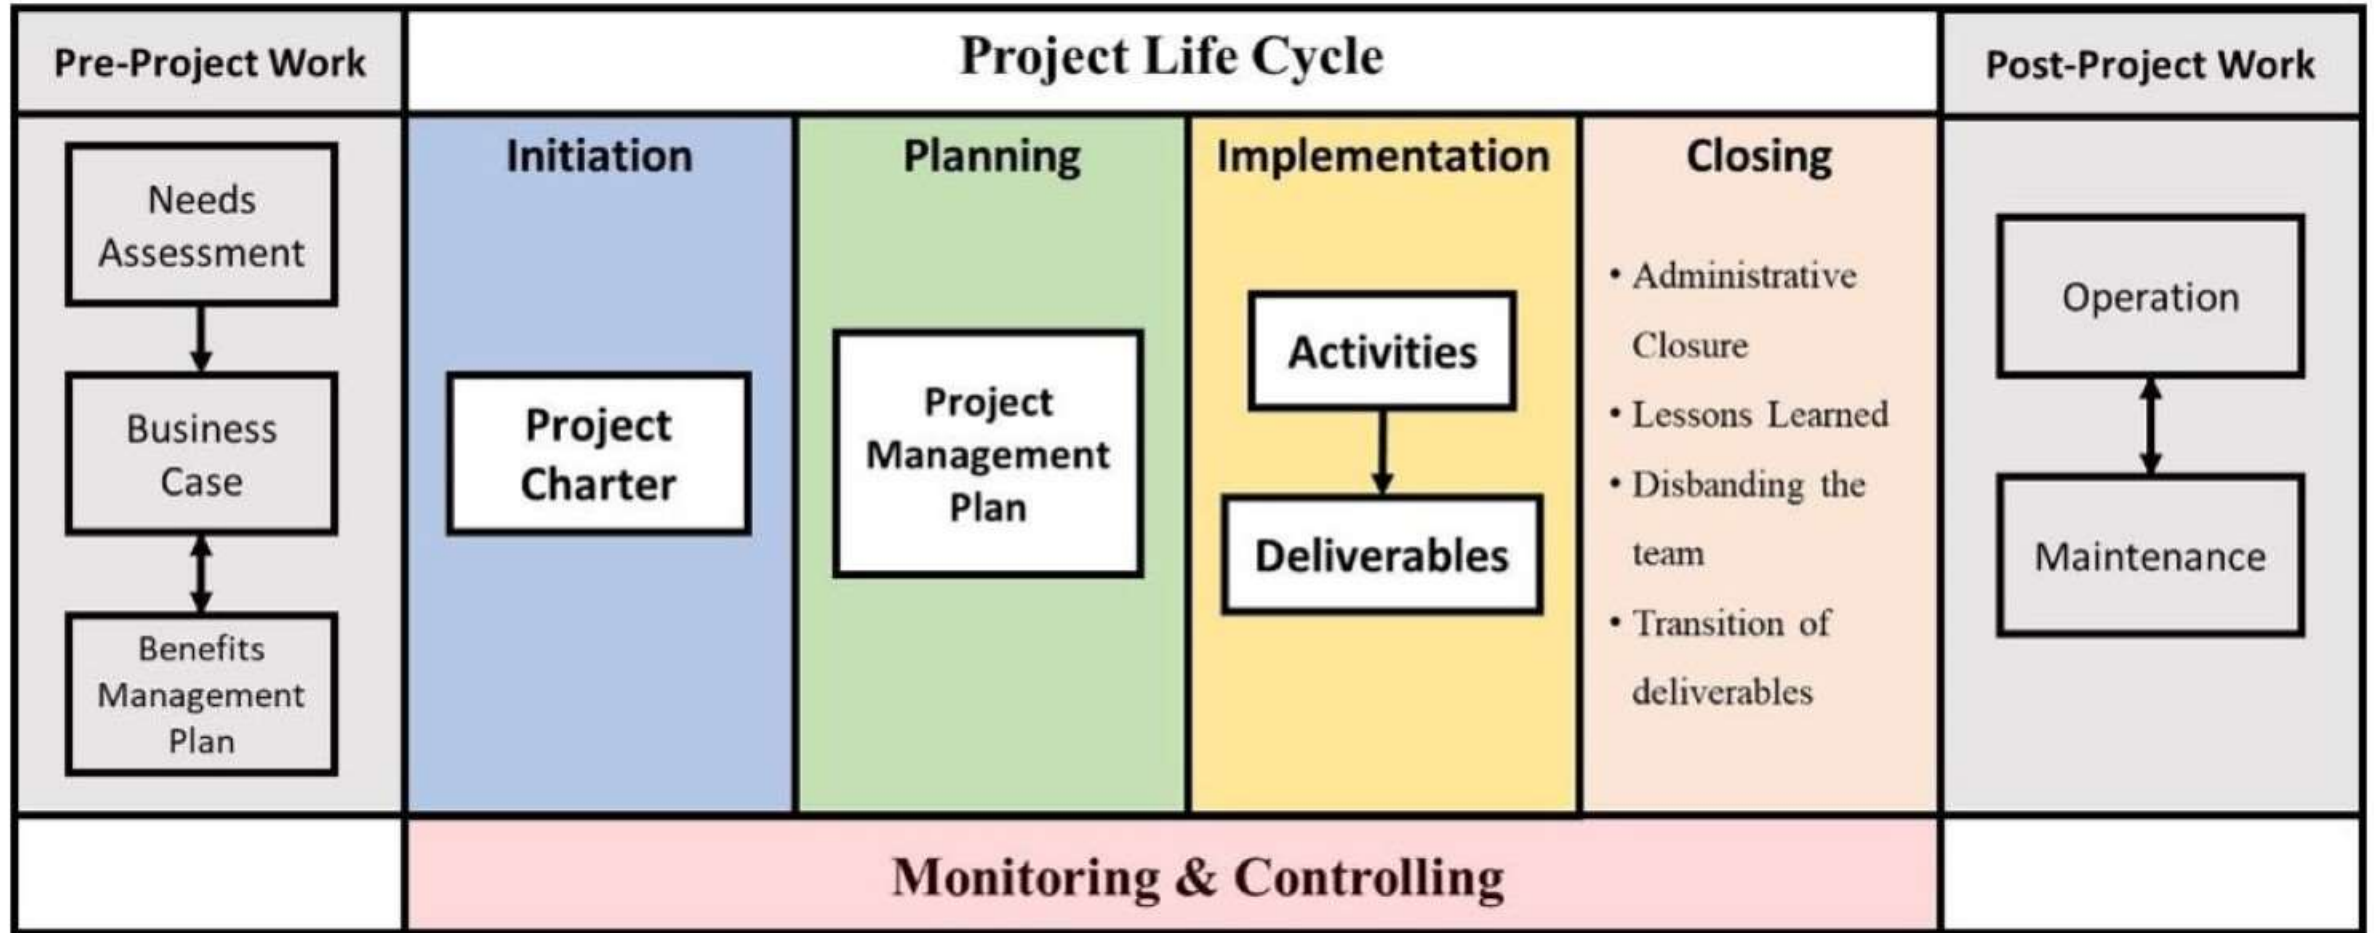 Pre-Project Work
Project Life Cycle
Post-Project Work
Needs
Assessment
Business
Case
Benefits
Management
Plan
Initiation
Project
Charter
Planning
Project
Management
Plan
Implementation
Activities
Deliverables
Closing
• Administrative
Closure
• Lessons Learned
• Disbanding the
team
• Transition of
deliverables
Operation
Maintenance
Monitoring & Controlling